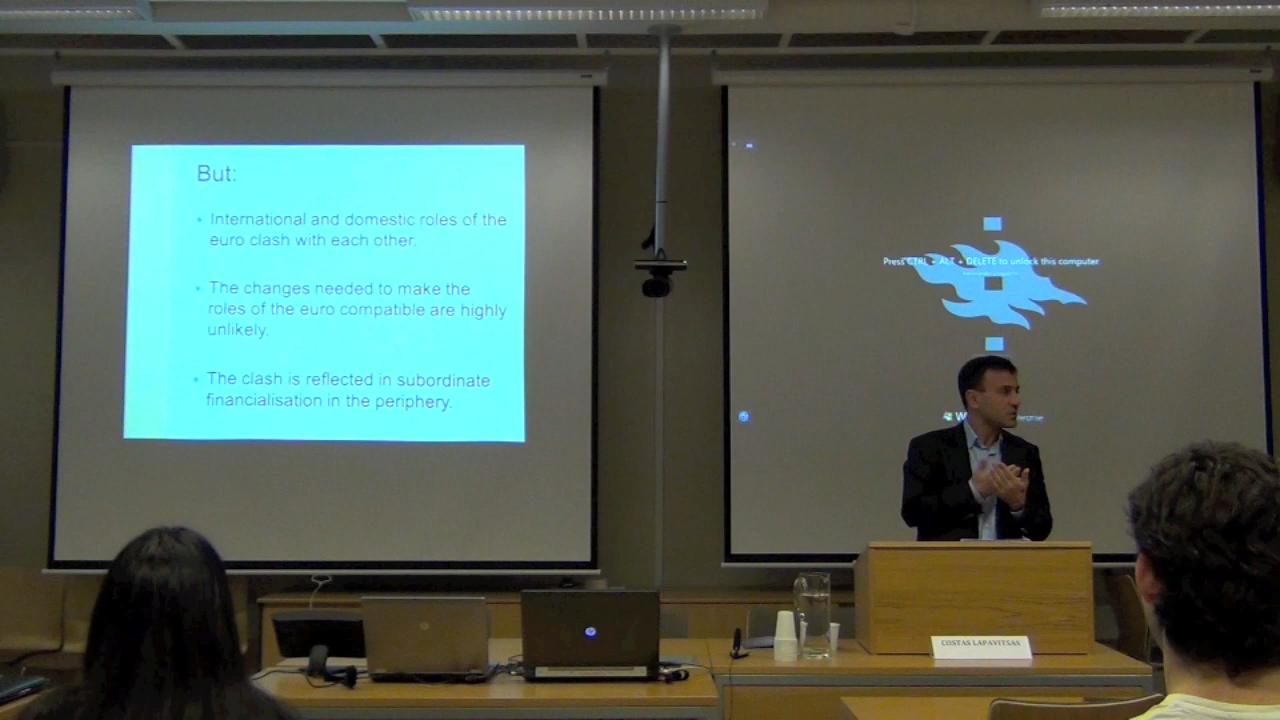 But:
International and domestic roles of the
euro clash with each other.
The changes needed to make the
roles of the euro compatible are highly
unlikely.
The clash is reflected in subordinate
financialisation in the periphery.
Press CTRL + ALT + DELETE to unlock this computer
COSTAS LAPAVITSAS